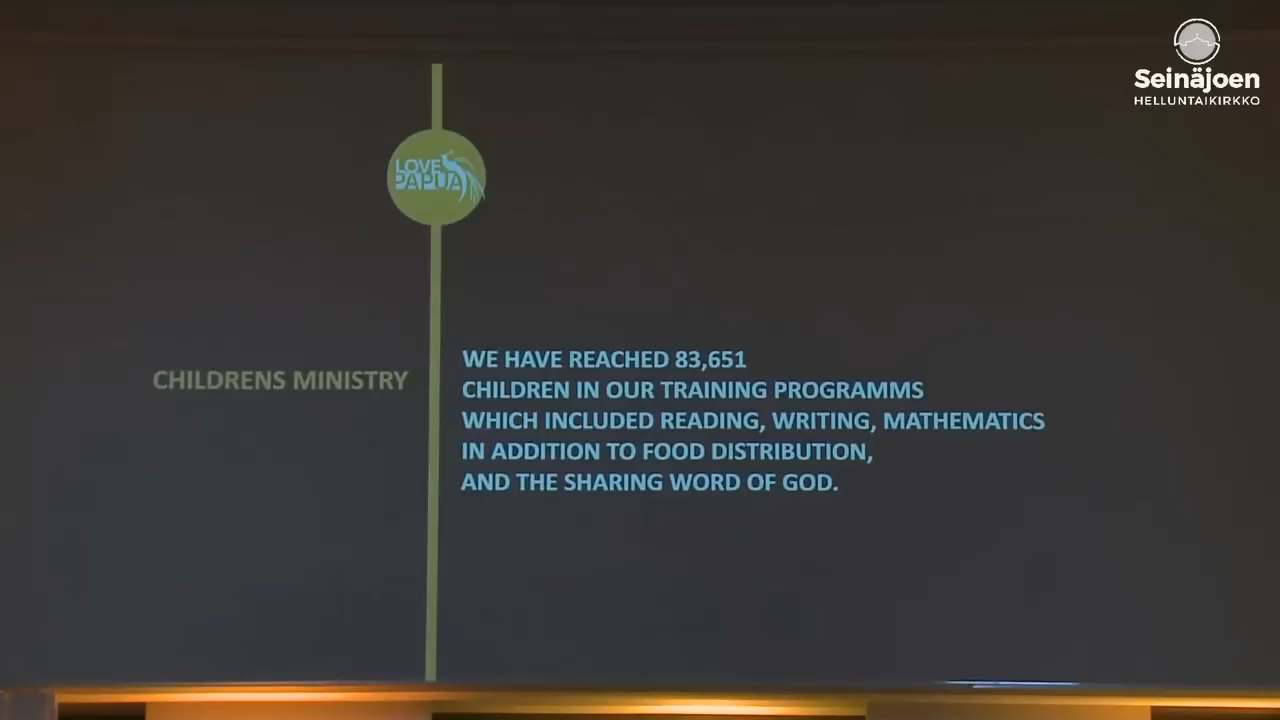 Seinäjoen
HELLUNTAIKIRKKO
LOVE
PAPUA
CHILDRENS MINISTRY
WE HAVE REACHED 83,651
CHILDREN IN OUR TRAINING PROGRAMMS
WHICH INCLUDED READING, WRITING, MATHEMATICS
IN ADDITION TO FOOD DISTRIBUTION,
AND THE SHARING WORD OF GOD.